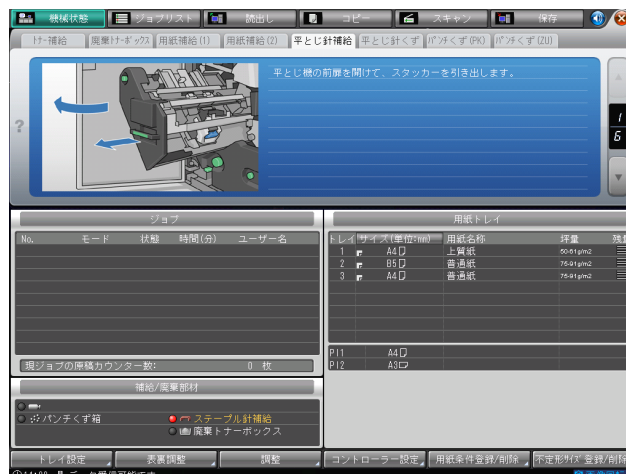 機械状態 ジョブリスト 読出し コピー スキャン 保存
ﾄﾅｰ補給 廃棄ﾄﾅｰﾎﾞｯｸｽ 用紙補給(1) 用紙補給(2) 平とじ針補給 平とじ針くず ﾊﾟﾝﾁくず(PK) ﾊﾟﾝﾁくず(ZU)
平とじ機の前扉を開けて、スタッカーを引き出します。
?
1
6
ジョブ
No. モード 状態 時間(分) ユーザー名
現ジョブの原稿カウンター数: 0 枚
用紙トレイ
トレイ サイズ(単位:mm) 用紙名称 坪量 残量
1 A4 上質紙 50-61g/m2
2 B5 普通紙 75-91g/m2
3 A4 普通紙 75-91g/m2
PI1 A4
PI2 A3
補給/廃棄部材
パンチくず箱 ステープル針補給
廃棄トナーボックス
トレイ設定 表裏調整 調整 コントローラー設定 用紙条件登録/削除 不定形ｻｲｽﾞ登録/削除